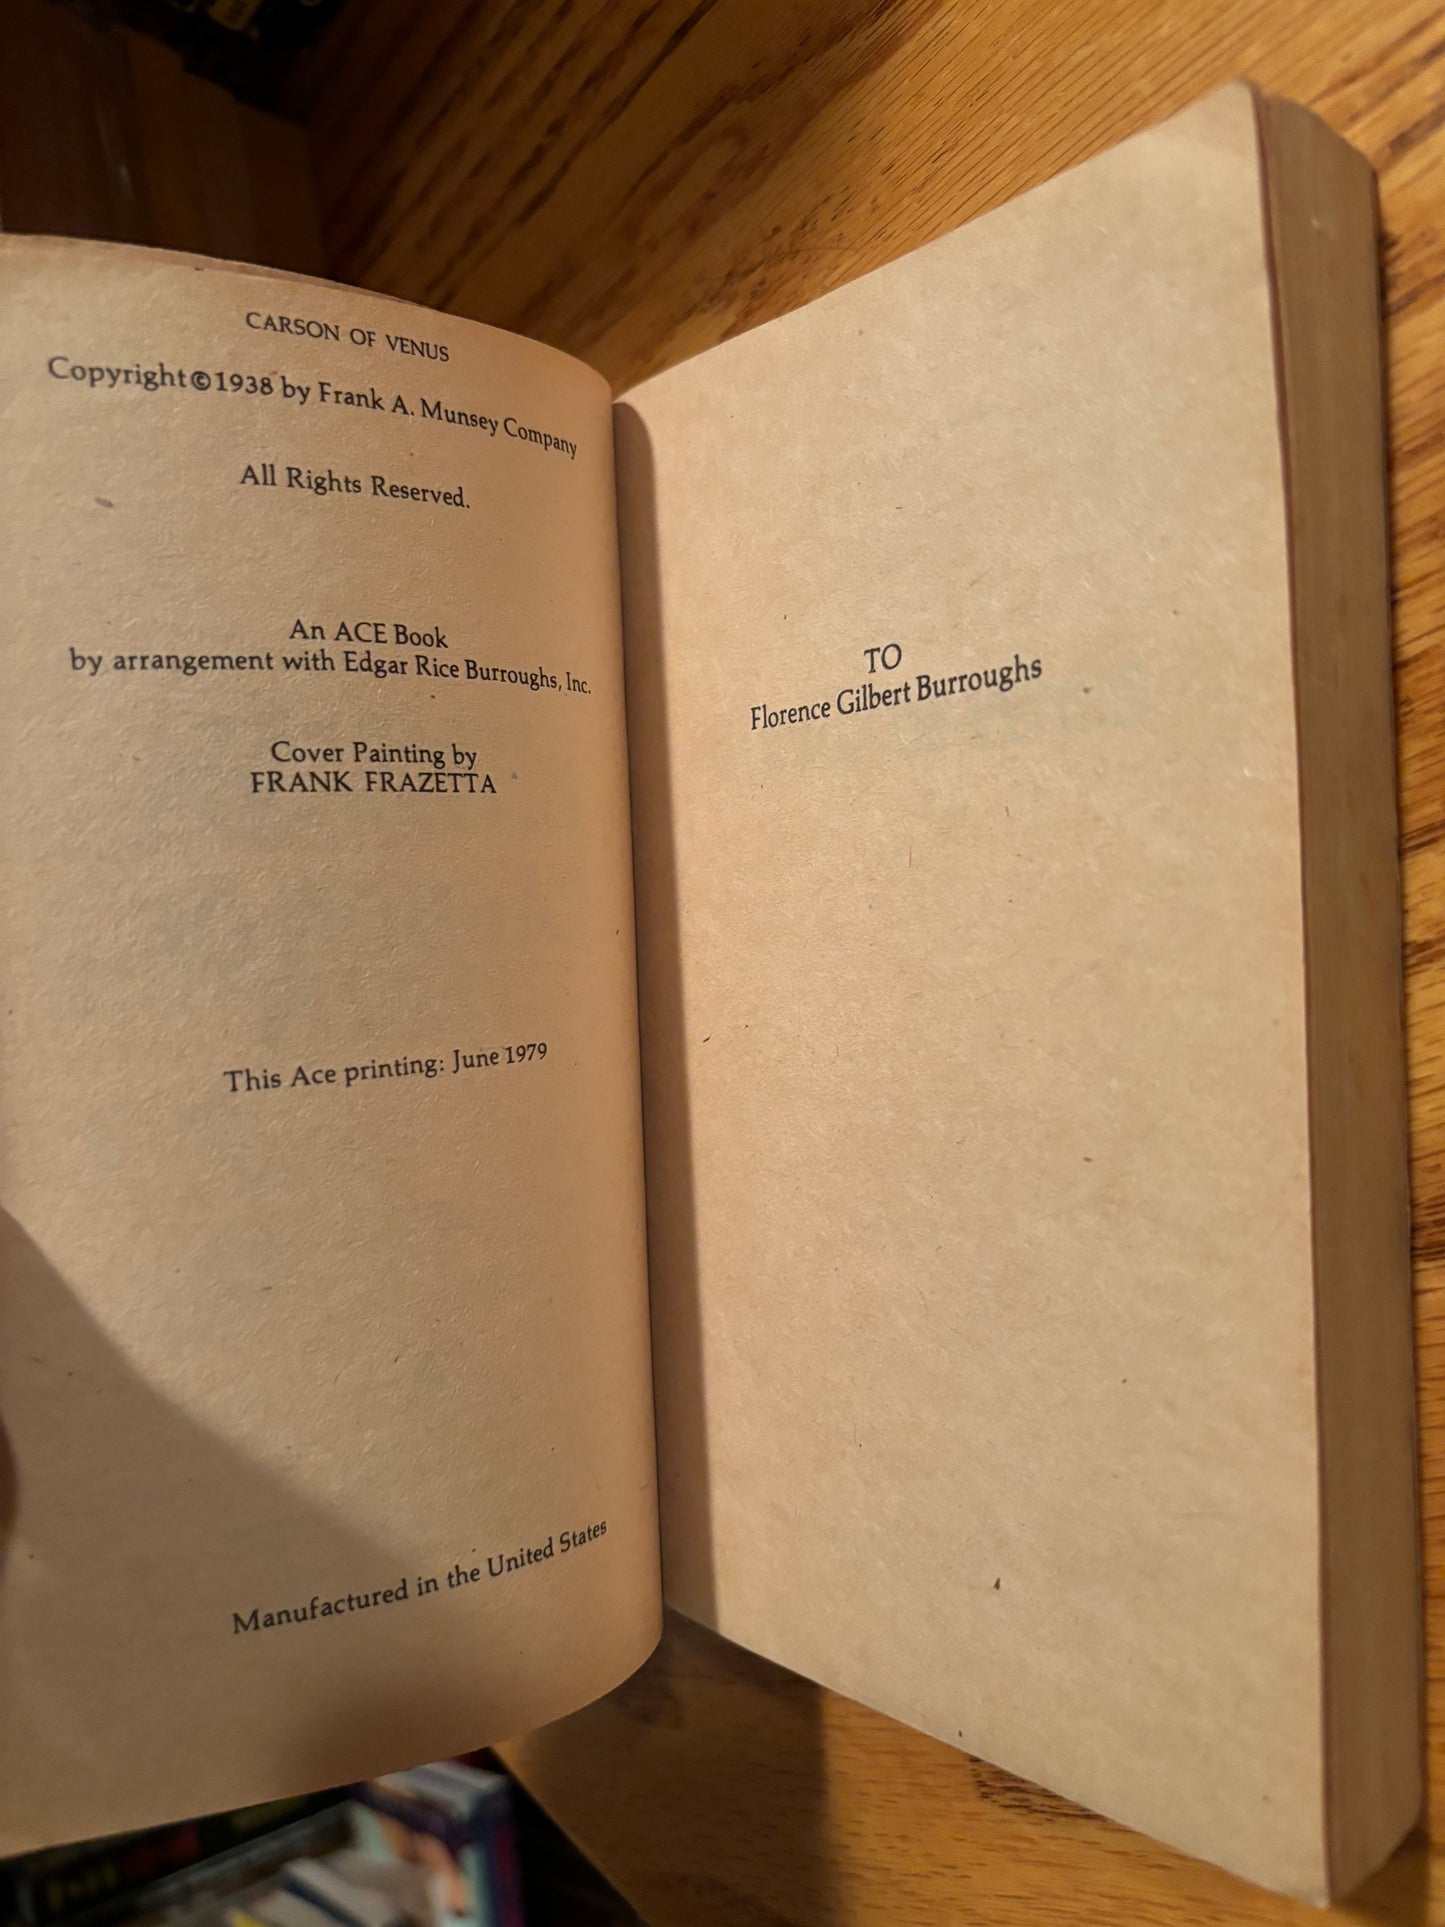 CARSON OF VENUS
Copyright©1938 by Frank A. Munsey Company
All Rights Reserved.
An ACE Book
by arrangement with Edgar Rice Burroughs, Inc.
Cover Painting by
FRANK FRAZETTA
This Ace printing: June 1979
Manufactured in the United States
TO
Florence Gilbert Burroughs